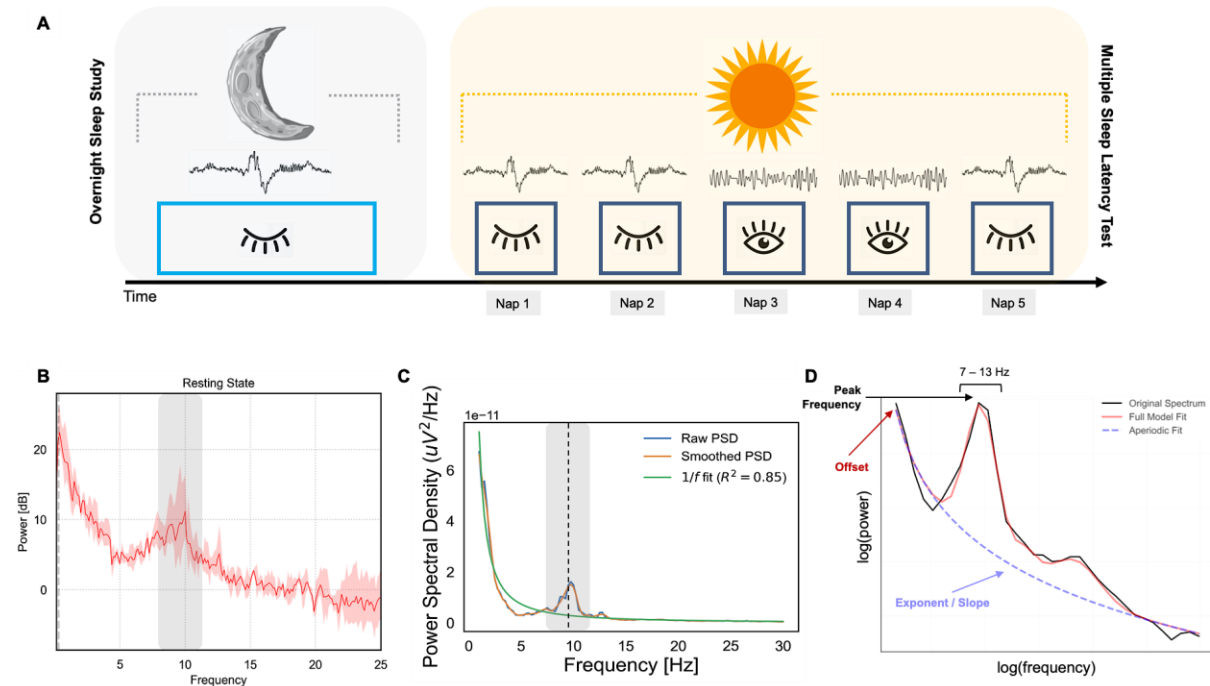 A
Overnight Sleep Study
Multiple Sleep Latency Test
Time
Nap 1
Nap 2
Nap 3
Nap 4
Nap 5
B
Resting State
Power [dB]
20
10
0
5
10
15
20
25
Frequency
C
1e−11
Power Spectral Density (uV²/Hz)
6
4
2
0
Raw PSD
Smoothed PSD
1/f fit (R² = 0.85)
0
5
10
15
20
25
30
Frequency [Hz]
D
7 – 13 Hz
Peak
Frequency
Original Spectrum
Full Model Fit
Aperiodic Fit
Offset
log(power)
Exponent / Slope
log(frequency)